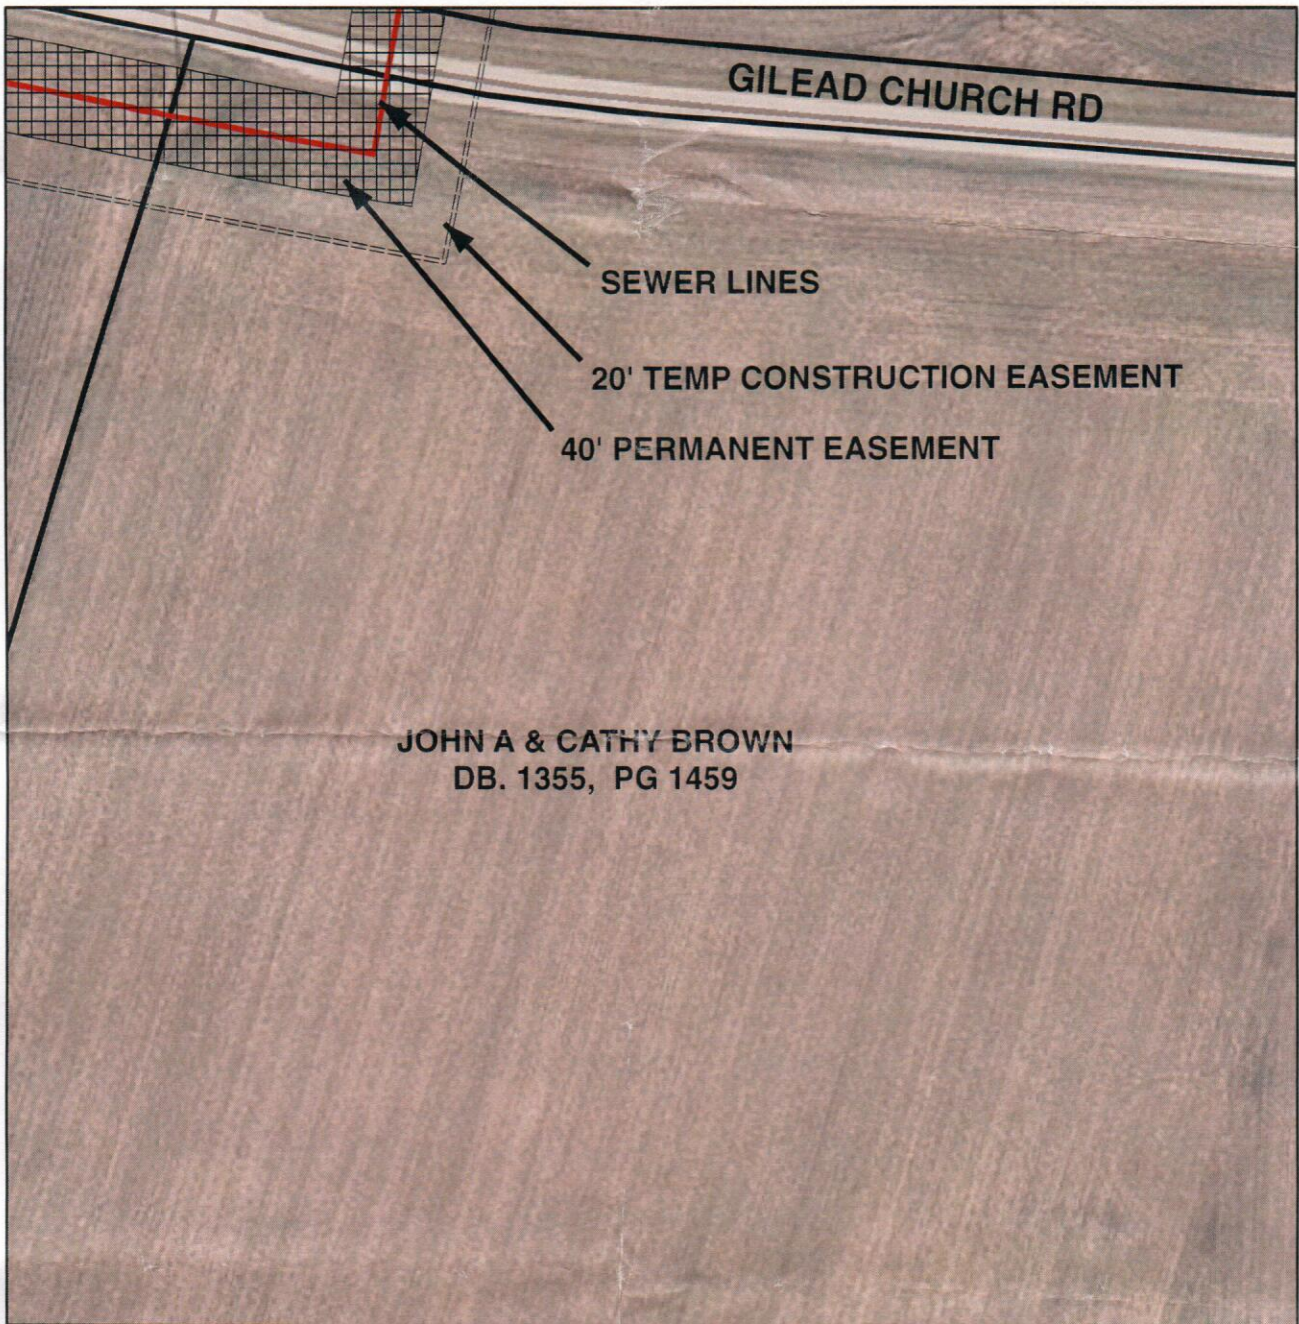 GILEAD CHURCH RD
SEWER LINES
20' TEMP CONSTRUCTION EASEMENT
40' PERMANENT EASEMENT
JOHN A & CATHY BROWN
DB. 1355, PG 1459